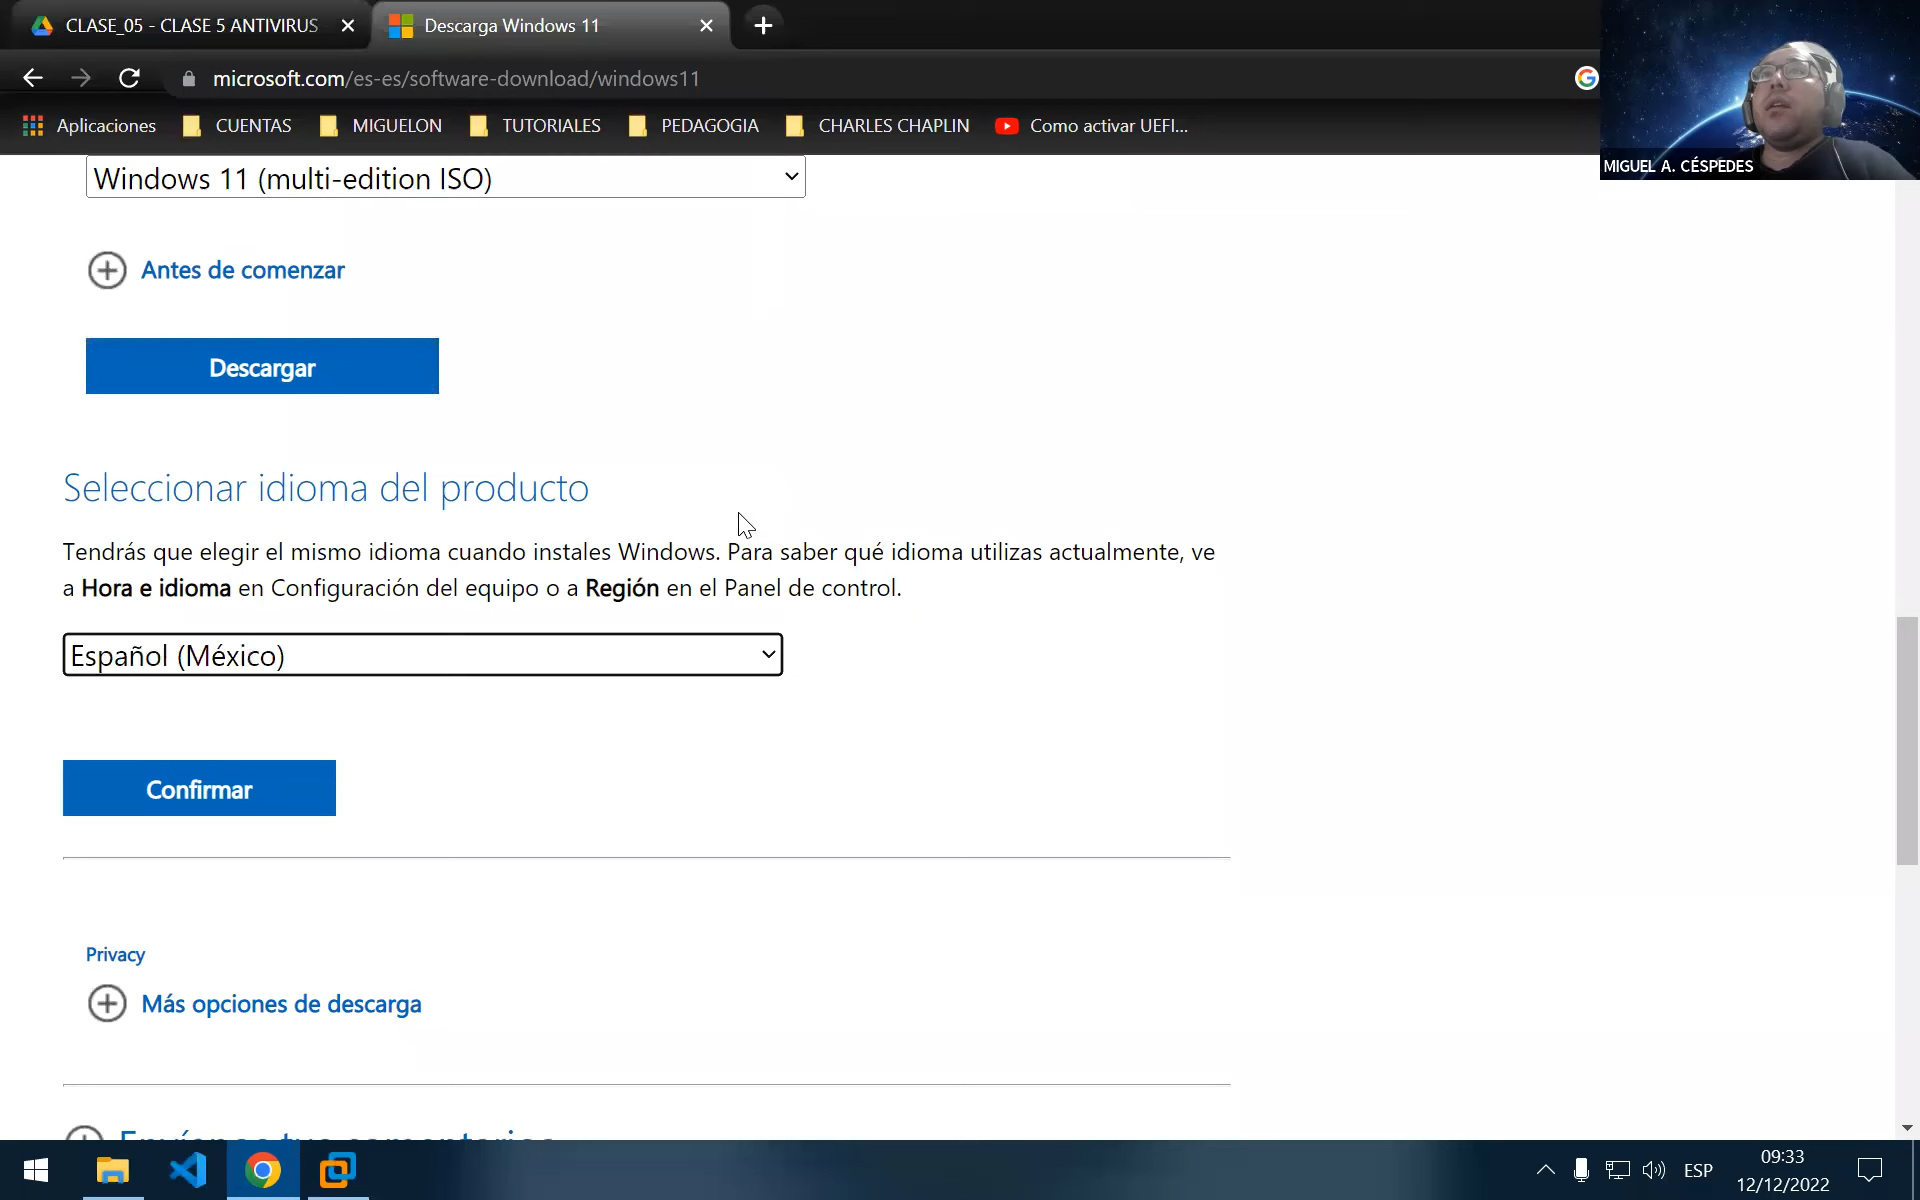 CLASE_05 - CLASE 5 ANTIVIRUS
Descarga Windows 11
microsoft.com/es-es/software-download/windows11
Aplicaciones
CUENTAS
MIGUELON
TUTORIALES
PEDAGOGIA
CHARLES CHAPLIN
Como activar UEFI...
MIGUEL A. CÉSPEDES
Windows 11 (multi-edition ISO)
Antes de comenzar
Descargar
Seleccionar idioma del producto
Tendrás que elegir el mismo idioma cuando instales Windows. Para saber qué idioma utilizas actualmente, ve
a Hora e idioma en Configuración del equipo o a Región en el Panel de control.
Español (México)
Confirmar
Privacy
Más opciones de descarga
Envíenos tus comentarios
ESP
09:33
12/12/2022